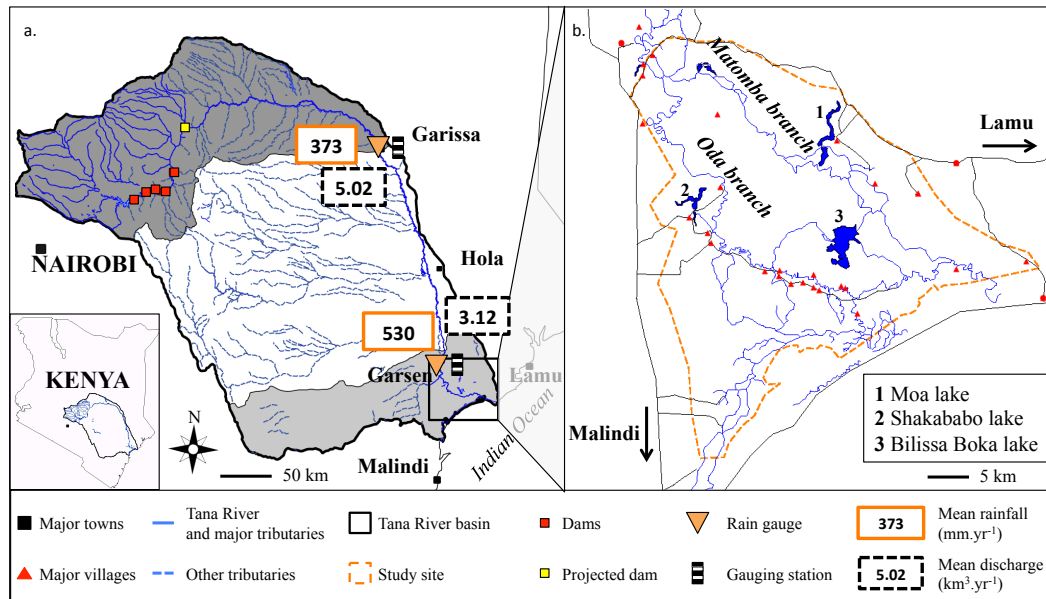 a.
373
Garissa
5.02
NAIROBI
Hola
3.12
530
Garsen
Lamu
KENYA
N
Indian Ocean
50 km
Malindi
b.
Matomba branch
1
Lamu
Oda branch
2
3
Malindi
1 Moa lake
2 Shakababo lake
3 Bilissa Boka lake
5 km
Major towns
Tana River
and major tributaries
Tana River basin
Dams
Rain gauge
373
Mean rainfall
(mm.yr⁻¹)
Major villages
Other tributaries
Study site
Projected dam
Gauging station
5.02
Mean discharge
(km³.yr⁻¹)